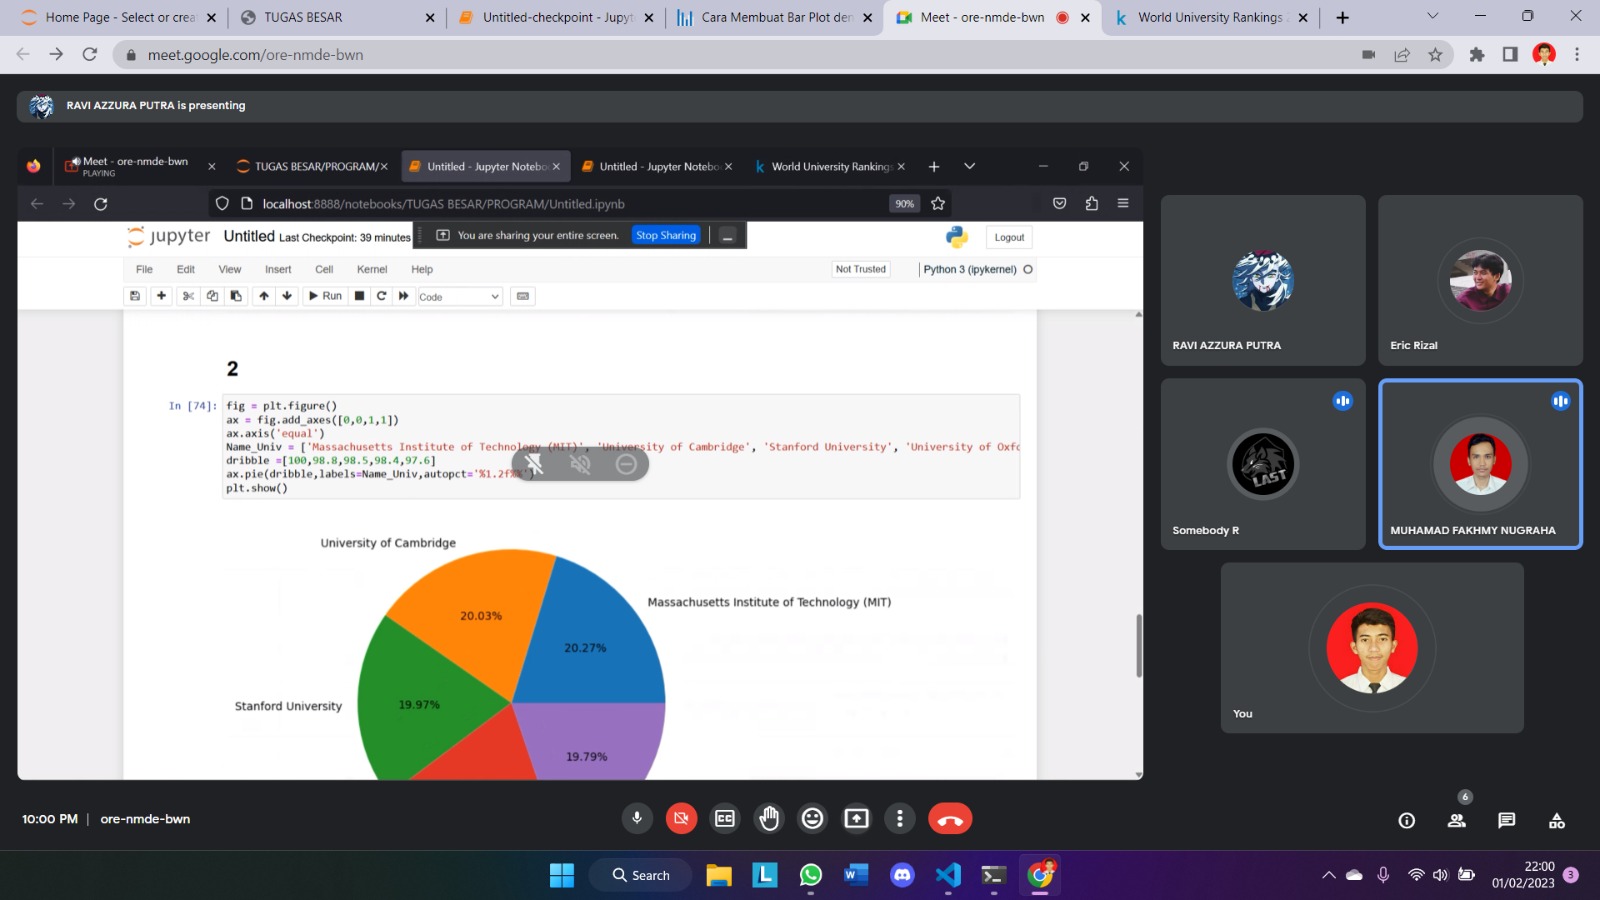 Home Page - Select or crea
TUGAS BESAR
Untitled-checkpoint - Jupyt
Cara Membuat Bar Plot den
Meet - ore-nmde-bwn
World University Rankings
meet.google.com/ore-nmde-bwn
RAVI AZZURA PUTRA is presenting
Meet - ore-nmde-bwn
PLAYING
TUGAS BESAR/PROGRAM/
Untitled - Jupyter Notebo
Untitled - Jupyter Notebo
World University Rankings
localhost:8888/notebooks/TUGAS BESAR/PROGRAM/Untitled.ipynb
90%
jupyter Untitled Last Checkpoint: 39 minutes
You are sharing your entire screen. Stop Sharing
Logout
File Edit View Insert Cell Kernel Help
Not Trusted
Python 3 (ipykernel)
Run
Code
2
In [74]: fig = plt.figure()
ax = fig.add_axes([0,0,1,1])
ax.axis('equal')
Name_Univ = ['Massachusetts Institute of Technology (MIT)', 'University of Cambridge', 'Stanford University', 'University of Oxfo
dribble =[100,98.8,98.5,98.4,97.6]
ax.pie(dribble,labels=Name_Univ,autopct='%1.2f%%')
plt.show()
University of Cambridge
Massachusetts Institute of Technology (MIT)
20.03%
20.27%
Stanford University
19.97%
19.79%
RAVI AZZURA PUTRA
Eric Rizal
LAST
Somebody R
MUHAMAD FAKHMY NUGRAHA
You
10:00 PM | ore-nmde-bwn
CC
6
Search
L
W
22:00
01/02/2023
3